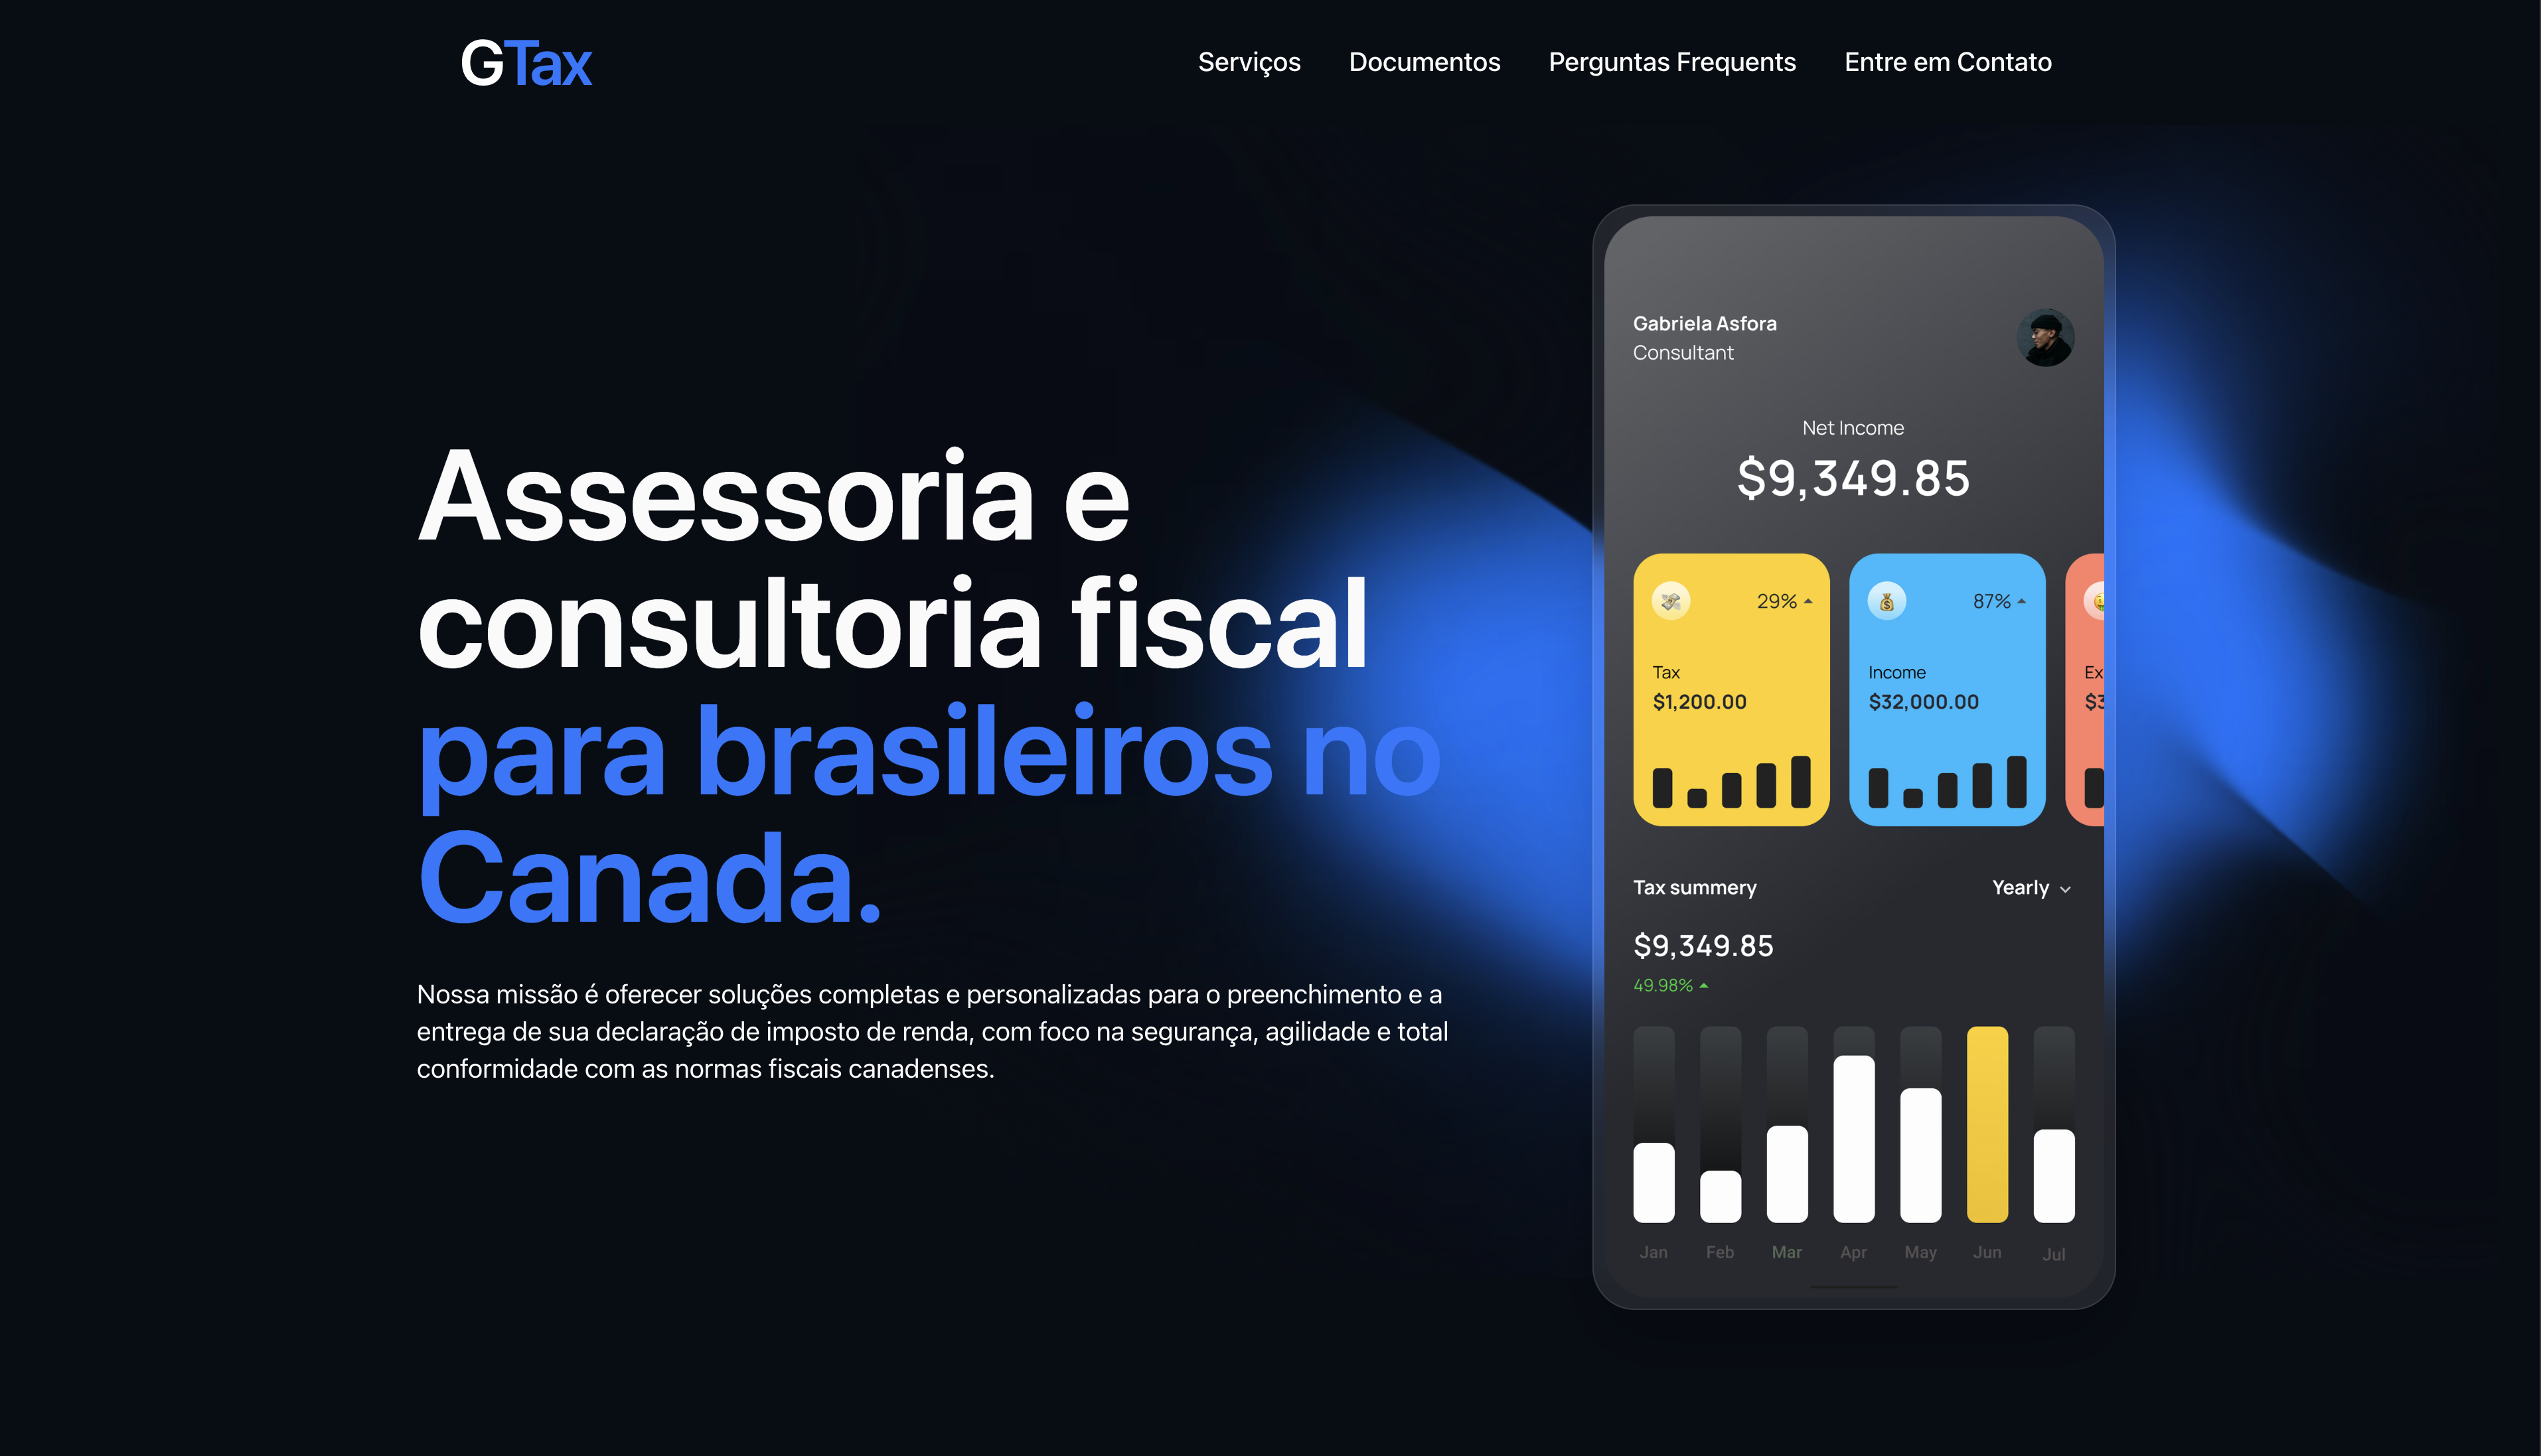 GTax
Serviços
Documentos
Perguntas Frequents
Entre em Contato
Assessoria e
consultoria fiscal
para brasileiros no
Canada.
Nossa missão é oferecer soluções completas e personalizadas para o preenchimento e a
entrega de sua declaração de imposto de renda, com foco na segurança, agilidade e total
conformidade com as normas fiscais canadenses.
Gabriela Asfora
Consultant
Net Income
$9,349.85
29%
Tax
$1,200.00
87%
Income
$32,000.00
Ex
$3
Tax summery
Yearly
$9,349.85
49.98%
Jan
Feb
Mar
Apr
May
Jun
Jul